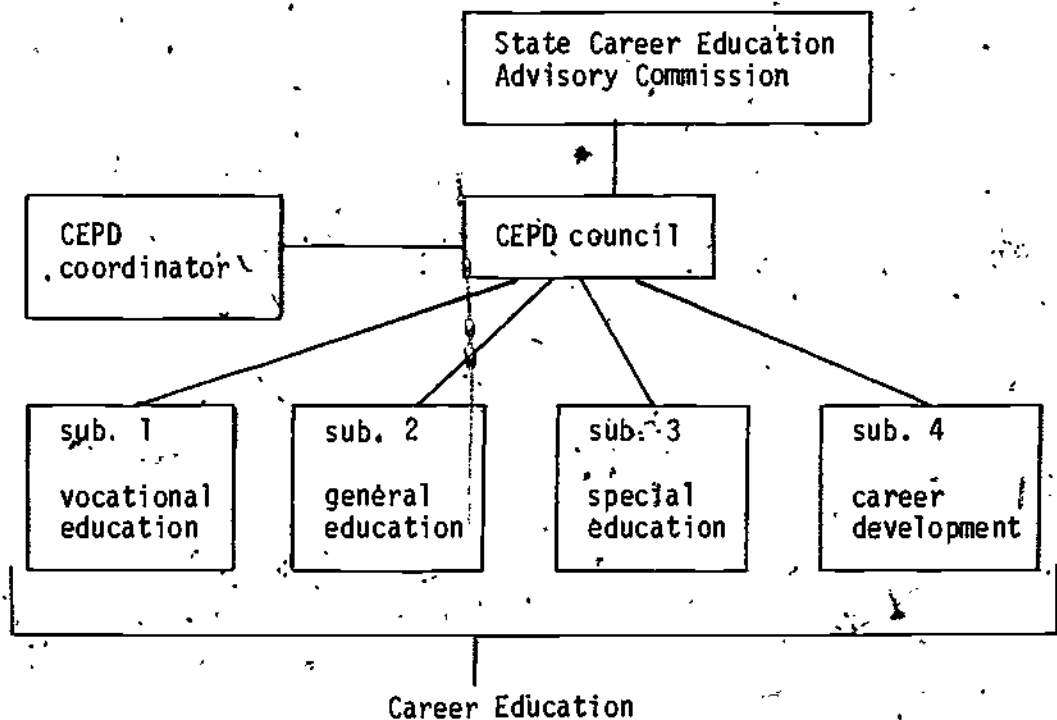 State Career Education
Advisory Commission
CEPD
coordinator
CEPD council
sub. 1
vocational
education
sub. 2
general
education
sub. 3
special
education
sub. 4
career
development
Career Education